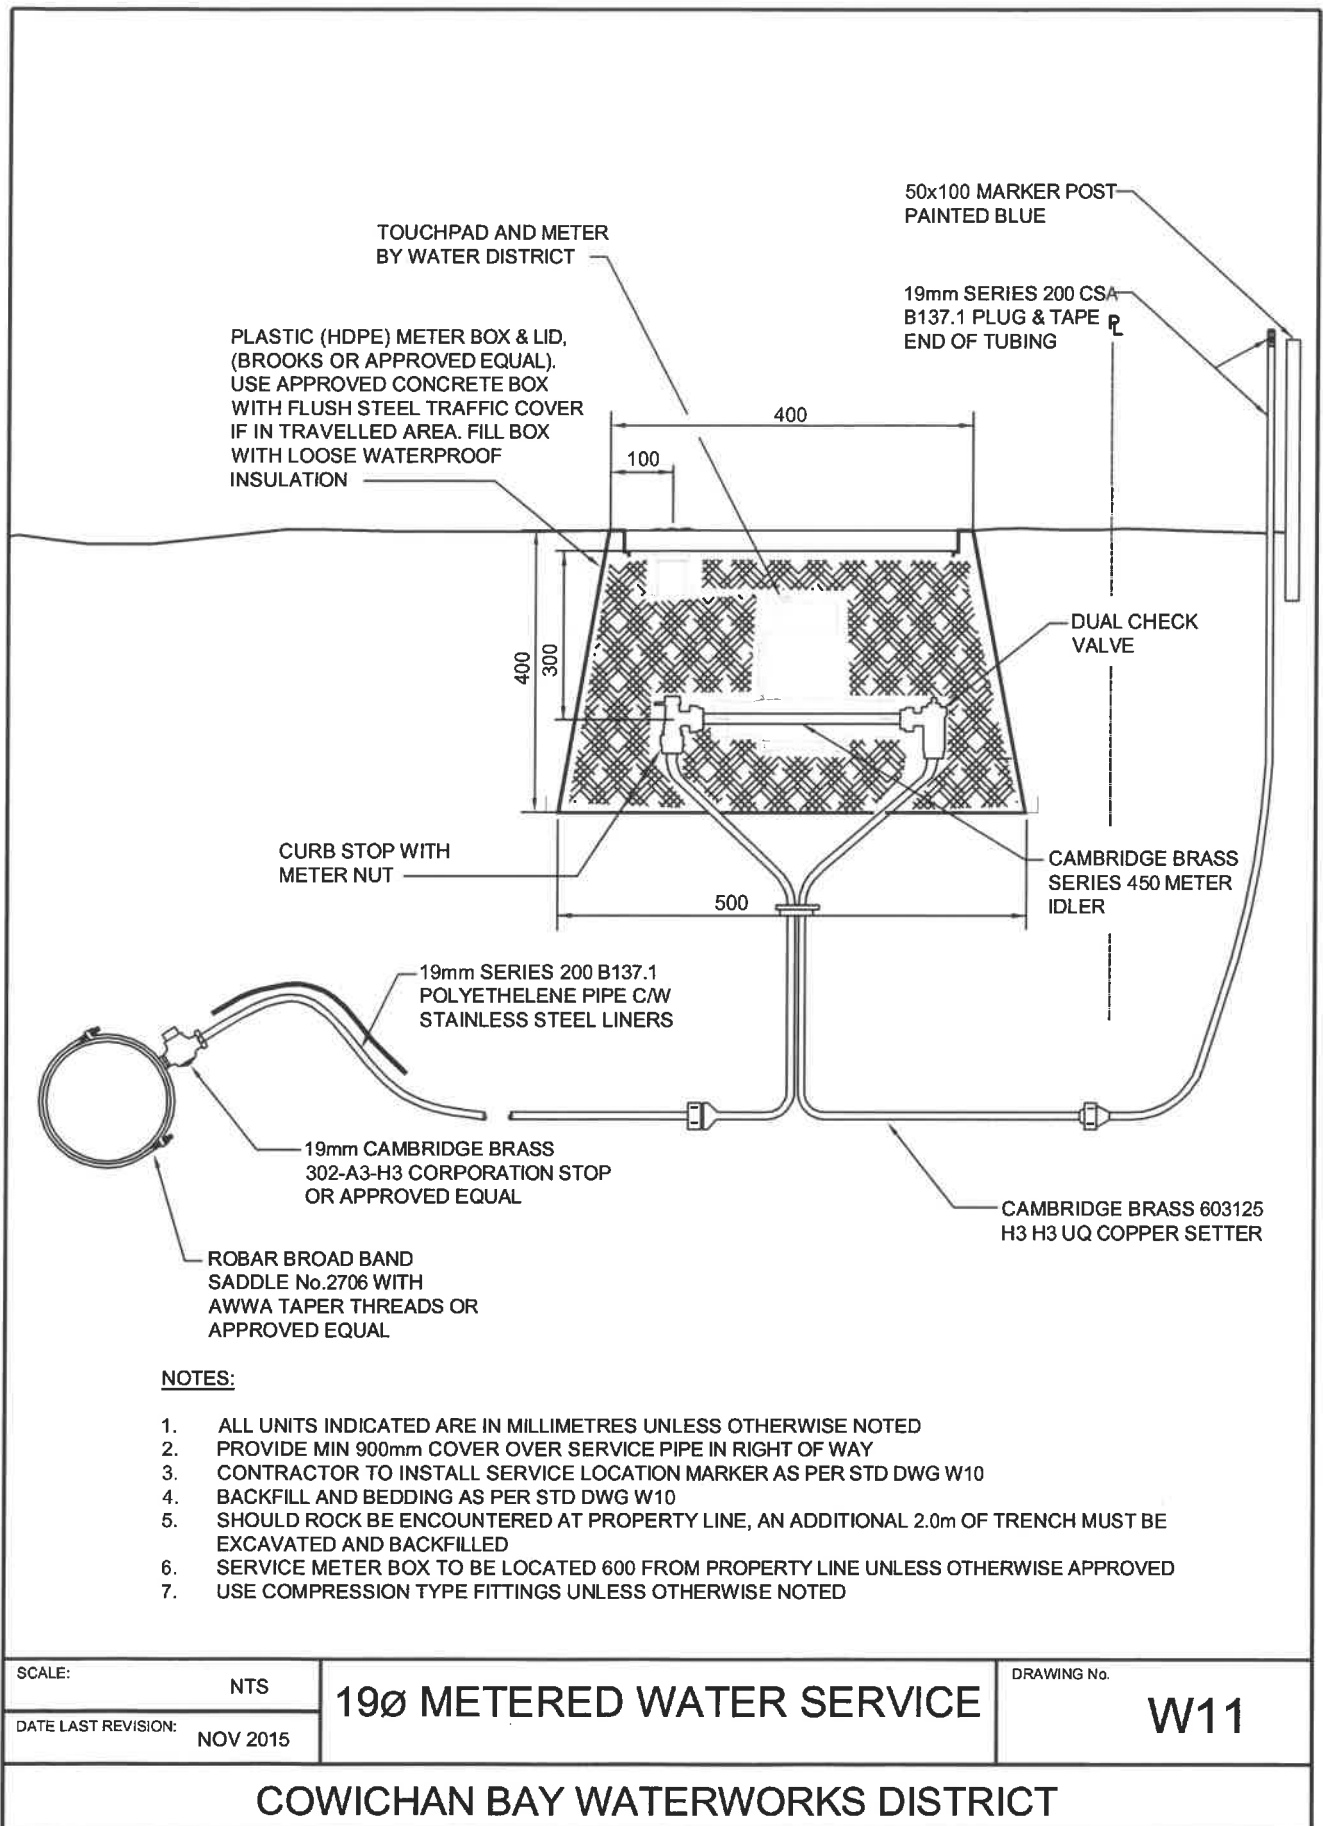 50x100 MARKER POST
PAINTED BLUE
TOUCHPAD AND METER
BY WATER DISTRICT
19mm SERIES 200 CSA
B137.1 PLUG & TAPE
END OF TUBING
PL
PLASTIC (HDPE) METER BOX & LID,
(BROOKS OR APPROVED EQUAL).
USE APPROVED CONCRETE BOX
WITH FLUSH STEEL TRAFFIC COVER
IF IN TRAVELLED AREA. FILL BOX
WITH LOOSE WATERPROOF
INSULATION
400
100
400
300
DUAL CHECK
VALVE
CURB STOP WITH
METER NUT
CAMBRIDGE BRASS
SERIES 450 METER
IDLER
500
19mm SERIES 200 B137.1
POLYETHELENE PIPE C/W
STAINLESS STEEL LINERS
19mm CAMBRIDGE BRASS
302-A3-H3 CORPORATION STOP
OR APPROVED EQUAL
CAMBRIDGE BRASS 603125
H3 H3 UQ COPPER SETTER
ROBAR BROAD BAND
SADDLE No.2706 WITH
AWWA TAPER THREADS OR
APPROVED EQUAL
NOTES:
1. ALL UNITS INDICATED ARE IN MILLIMETRES UNLESS OTHERWISE NOTED
2. PROVIDE MIN 900mm COVER OVER SERVICE PIPE IN RIGHT OF WAY
3. CONTRACTOR TO INSTALL SERVICE LOCATION MARKER AS PER STD DWG W10
4. BACKFILL AND BEDDING AS PER STD DWG W10
5. SHOULD ROCK BE ENCOUNTERED AT PROPERTY LINE, AN ADDITIONAL 2.0m OF TRENCH MUST BE
EXCAVATED AND BACKFILLED
6. SERVICE METER BOX TO BE LOCATED 600 FROM PROPERTY LINE UNLESS OTHERWISE APPROVED
7. USE COMPRESSION TYPE FITTINGS UNLESS OTHERWISE NOTED
SCALE: NTS
DATE LAST REVISION: NOV 2015
19Ø METERED WATER SERVICE
DRAWING No.
W11
COWICHAN BAY WATERWORKS DISTRICT